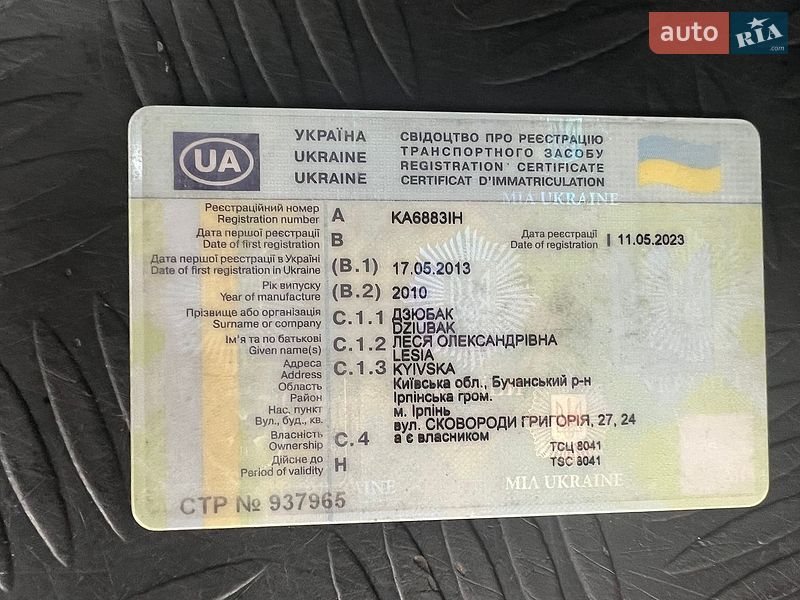 auto RIA .com
UA
УКРАЇНА
UKRAINE
UKRAINE
СВІДОЦТВО ПРО РЕЄСТРАЦІЮ
ТРАНСПОРТНОГО ЗАСОБУ
REGISTRATION CERTIFICATE
CERTIFICAT D'IMMATRICULATION
MIA UKRAINE
Реєстраційний номер
Registration number A KA6883IH
Дата першої реєстрації
Date of first registration B
Дата реєстрації
Date of registration I 11.05.2023
Дата першої реєстрації в Україні
Date of first registration in Ukraine (B.1) 17.05.2013
Рік випуску
Year of manufacture (B.2) 2010
Прізвище або організація C.1.1 ДЗЮБАК
Surname or company DZIUBAK
Ім'я та по батькові C.1.2 ЛЕСЯ ОЛЕКСАНДРІВНА
Given name(s) LESIA
Адреса C.1.3 KYIVSKA
Address Київська обл., Бучанський р-н
Область
Район Ірпінська гром.
Нас. пункт м. Ірпінь
Вул., буд., кв. вул. СКОВОРОДИ ГРИГОРІЯ, 27, 24
Власність C.4 а є власником
Ownership
ТСЦ 8041
Дійсне до H
TSC 8041
Period of validity
MIA UKRAINE
СТР № 937965